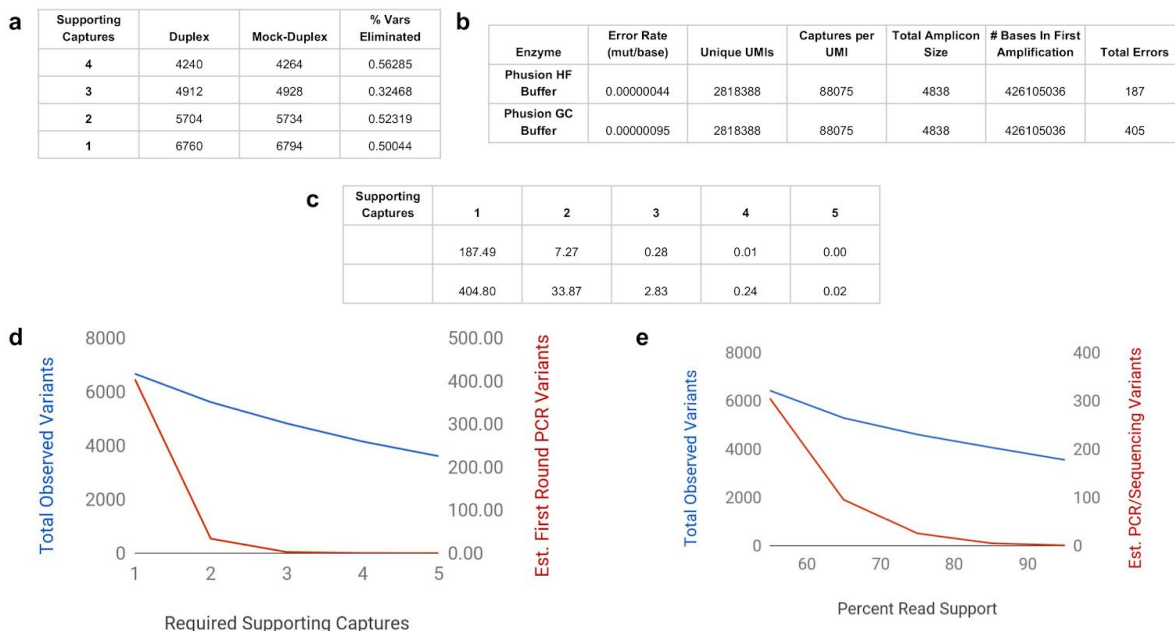 a
Supporting Captures Duplex Mock-Duplex % Vars Eliminated
4 4240 4264 0.56285
3 4912 4928 0.32468
2 5704 5734 0.52319
1 6760 6794 0.50044
b
Enzyme Error Rate (mut/base) Unique UMIs Captures per UMI Total Amplicon Size # Bases In First Amplification Total Errors
Phusion HF Buffer 0.00000044 2818388 88075 4838 426105036 187
Phusion GC Buffer 0.00000095 2818388 88075 4838 426105036 405
c
Supporting Captures 1 2 3 4 5
187.49 7.27 0.28 0.01 0.00
404.80 33.87 2.83 0.24 0.02
d
Total Observed Variants
8000
6000
4000
2000
0
500.00
400.00
300.00
200.00
100.00
0.00
Est. First Round PCR Variants
1 2 3 4 5
Required Supporting Captures
e
Total Observed Variants
8000
6000
4000
2000
0
400
300
200
100
0
Est. PCR/Sequencing Variants
60 70 80 90
Percent Read Support